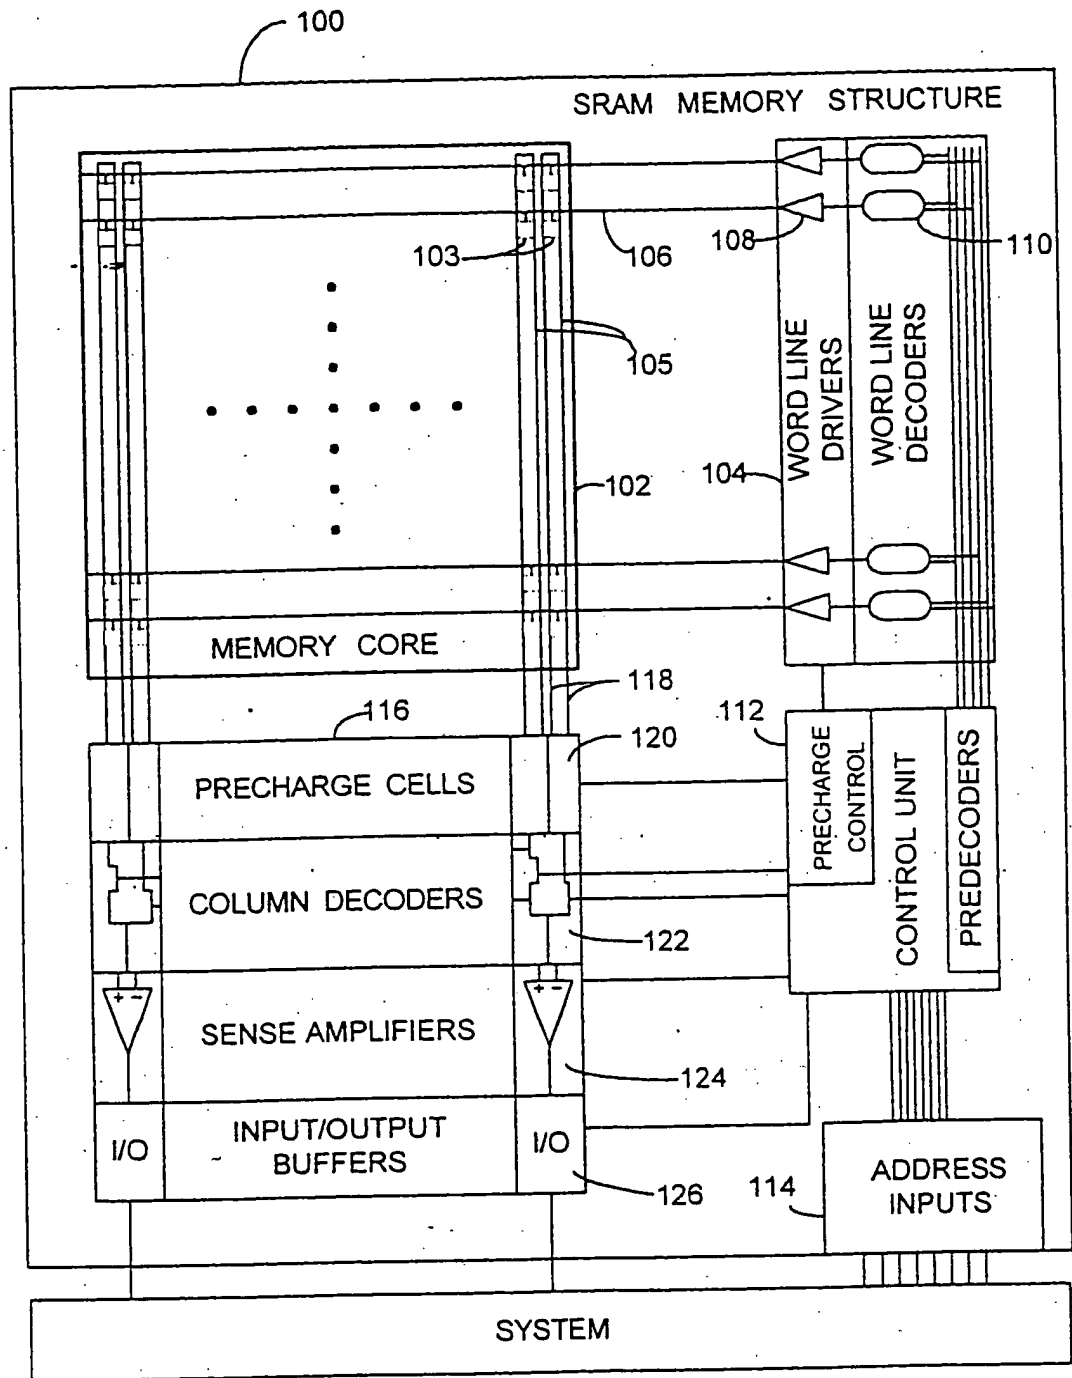 100
SRAM MEMORY STRUCTURE
103
106
108
110
105
WORD LINE
DRIVERS
WORD LINE
DECODERS
102
104
MEMORY CORE
118
116
120
112
PRECHARGE CELLS
PRECHARGE
CONTROL
CONTROL UNIT
PREDECODERS
COLUMN DECODERS
122
+ -
+ -
SENSE AMPLIFIERS
124
I/O
INPUT/OUTPUT
BUFFERS
I/O
126
114
ADDRESS
INPUTS
SYSTEM